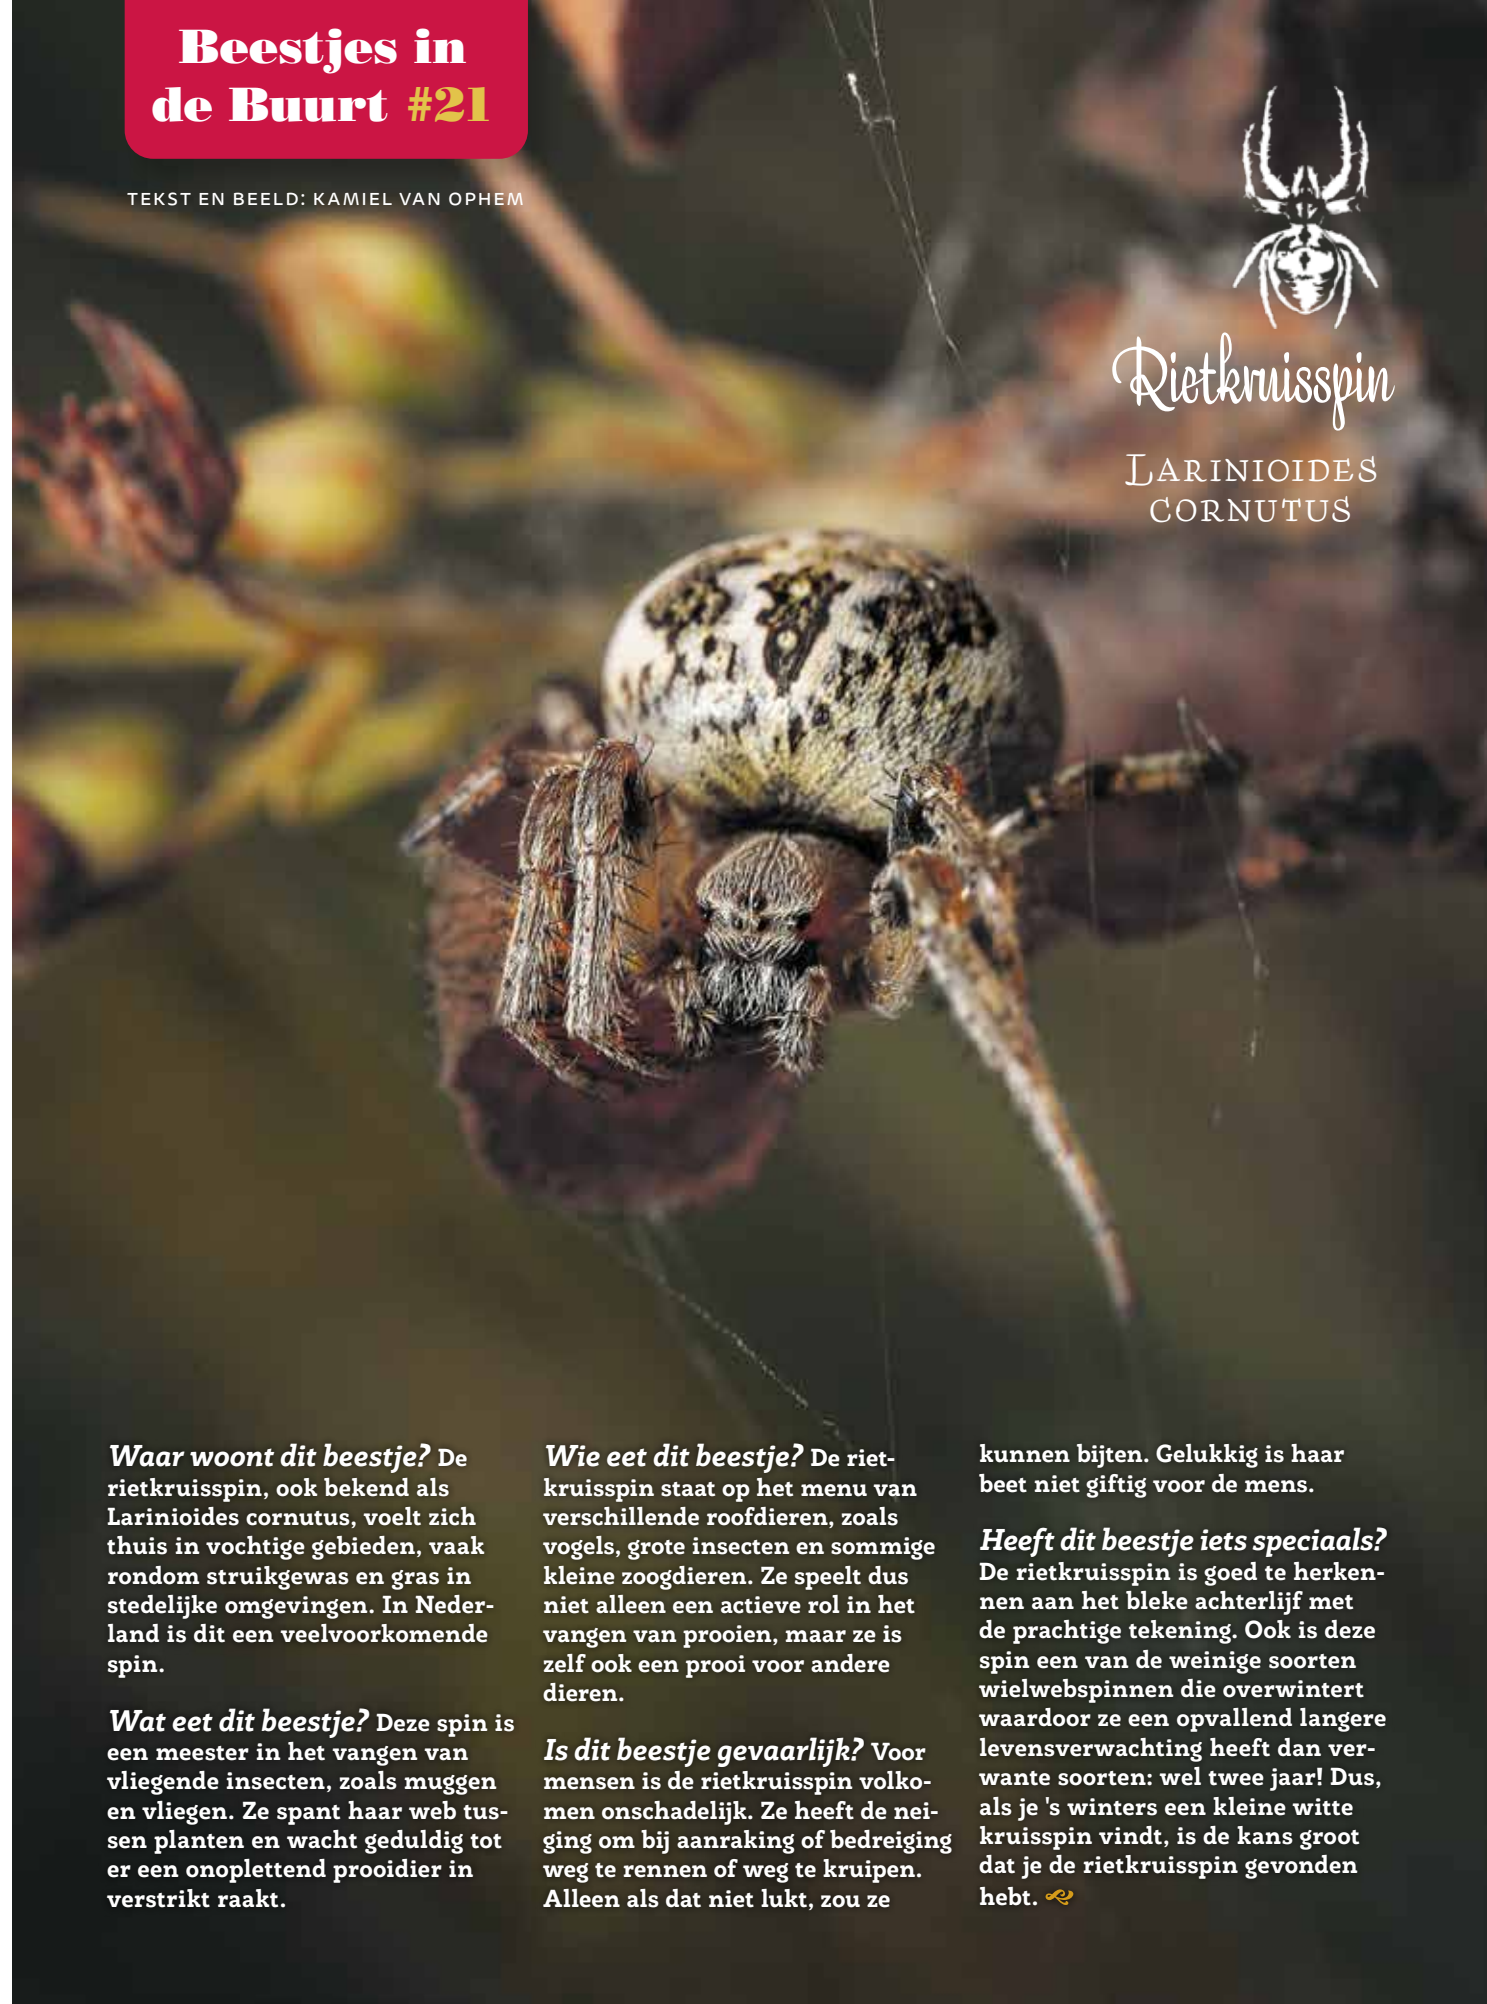 Beestjes in
de Buurt #21
TEKST EN BEELD: KAMIEL VAN OPHEM
Rietkruisspin
LARINIOIDES
CORNUTUS
Waar woont dit beestje? De
rietkruisspin, ook bekend als
Larinioides cornutus, voelt zich
thuis in vochtige gebieden, vaak
rondom struikgewas en gras in
stedelijke omgevingen. In Neder-
land is dit een veelvoorkomende
spin.
Wat eet dit beestje? Deze spin is
een meester in het vangen van
vliegende insecten, zoals muggen
en vliegen. Ze spant haar web tus-
sen planten en wacht geduldig tot
er een onoplettend prooidier in
verstrikt raakt.
Wie eet dit beestje? De riet-
kruisspin staat op het menu van
verschillende roofdieren, zoals
vogels, grote insecten en sommige
kleine zoogdieren. Ze speelt dus
niet alleen een actieve rol in het
vangen van prooien, maar ze is
zelf ook een prooi voor andere
dieren.
Is dit beestje gevaarlijk? Voor
mensen is de rietkruisspin volko-
men onschadelijk. Ze heeft de nei-
ging om bij aanraking of bedreiging
weg te rennen of weg te kruipen.
Alleen als dat niet lukt, zou ze
kunnen bijten. Gelukkig is haar
beet niet giftig voor de mens.
Heeft dit beestje iets speciaals?
De rietkruisspin is goed te herken-
nen aan het bleke achterlijf met
de prachtige tekening. Ook is deze
spin een van de weinige soorten
wielwebspinnen die overwintert
waardoor ze een opvallend langere
levensverwachting heeft dan ver-
wante soorten: wel twee jaar! Dus,
als je 's winters een kleine witte
kruisspin vindt, is de kans groot
dat je de rietkruisspin gevonden
hebt.